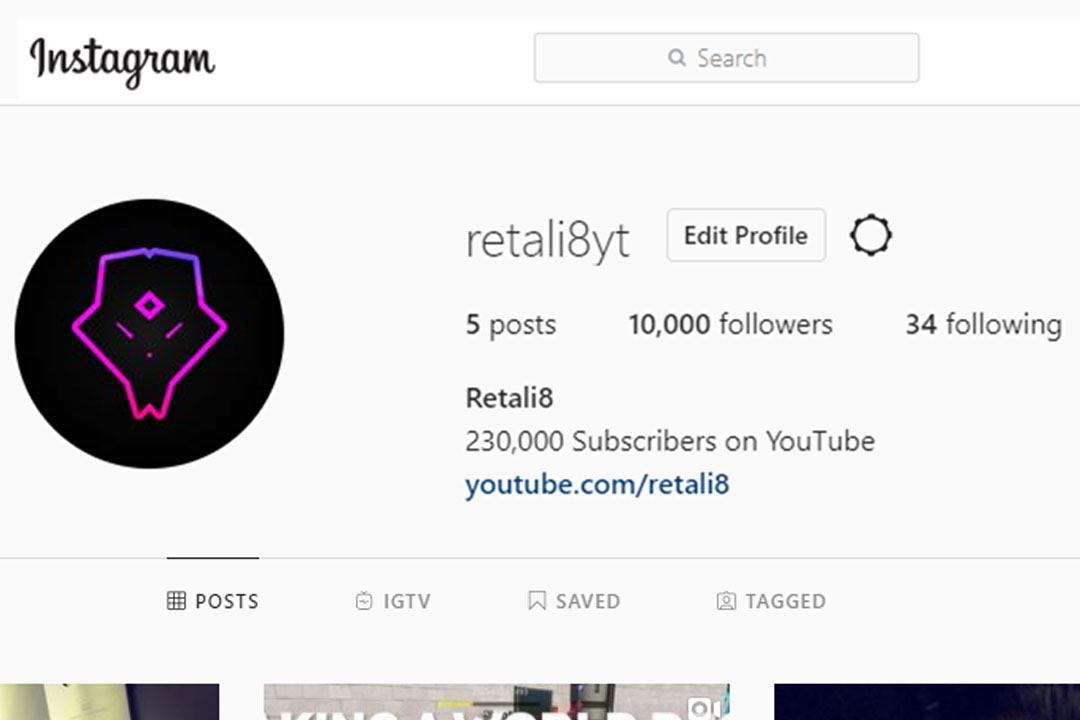 Instagram
Search
retali8yt Edit Profile
5 posts 10,000 followers 34 following
Retali8
230,000 Subscribers on YouTube
youtube.com/retali8
POSTS IGTV SAVED TAGGED
A WORLD